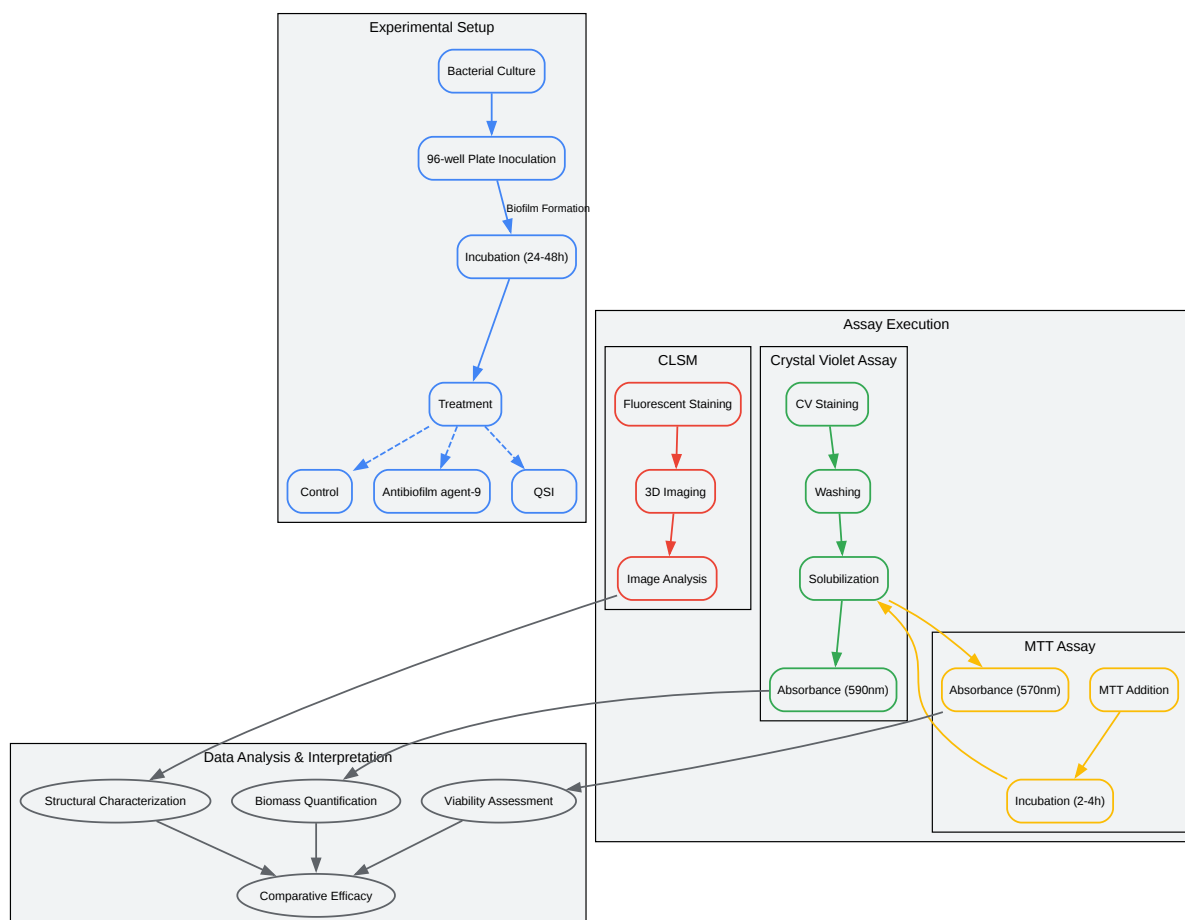 Experimental Setup
Bacterial Culture
96-well Plate Inoculation
Biofilm Formation
Incubation (24-48h)
Treatment
Control
Antibiofilm agent-9
QSI
Assay Execution
CLSM
Fluorescent Staining
3D Imaging
Image Analysis
Crystal Violet Assay
CV Staining
Washing
Solubilization
Absorbance (590nm)
MTT Assay
Absorbance (570nm)
MTT Addition
Incubation (2-4h)
Data Analysis & Interpretation
Structural Characterization
Biomass Quantification
Viability Assessment
Comparative Efficacy